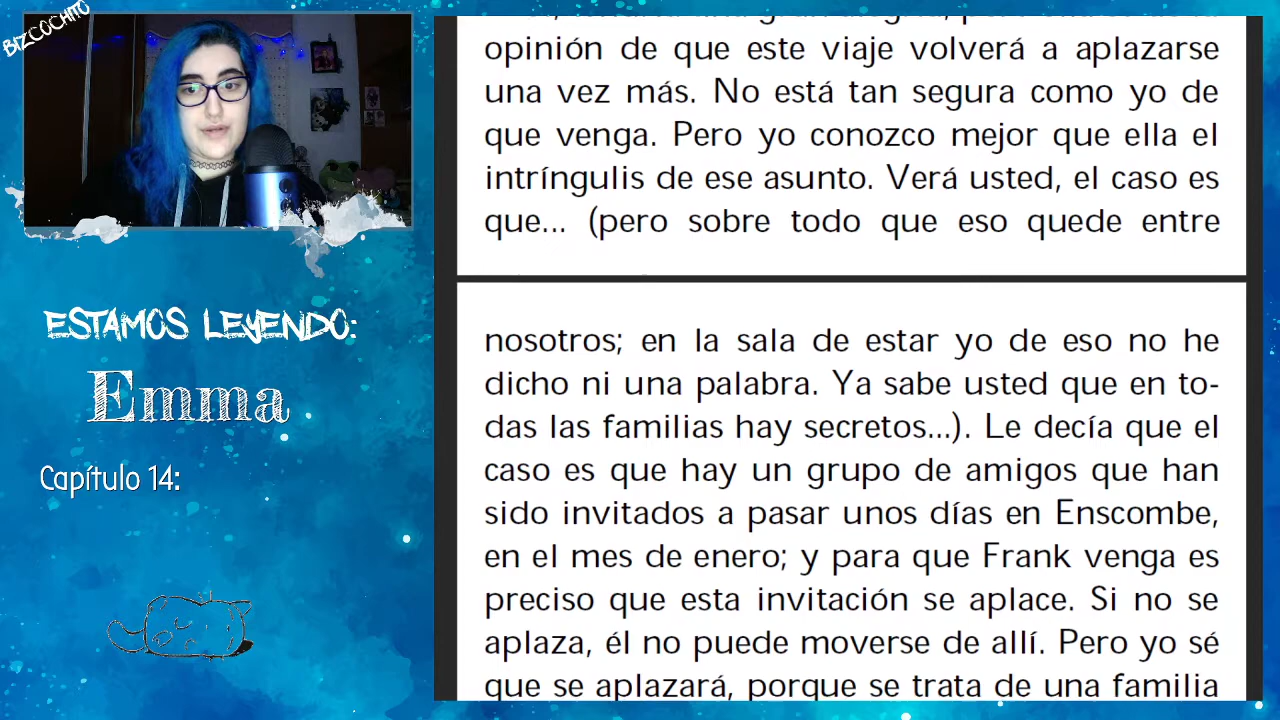 BIZCOCHITO
ESTAMOS LEYENDO:
Emma
Capítulo 14:
opinión de que este viaje volverá a aplazarse
una vez más. No está tan segura como yo de
que venga. Pero yo conozco mejor que ella el
intríngulis de ese asunto. Verá usted, el caso es
que... (pero sobre todo que eso quede entre
nosotros; en la sala de estar yo de eso no he
dicho ni una palabra. Ya sabe usted que en to-
das las familias hay secretos...). Le decía que el
caso es que hay un grupo de amigos que han
sido invitados a pasar unos días en Enscombe,
en el mes de enero; y para que Frank venga es
preciso que esta invitación se aplace. Si no se
aplaza, él no puede moverse de allí. Pero yo sé
que se aplazará, porque se trata de una familia